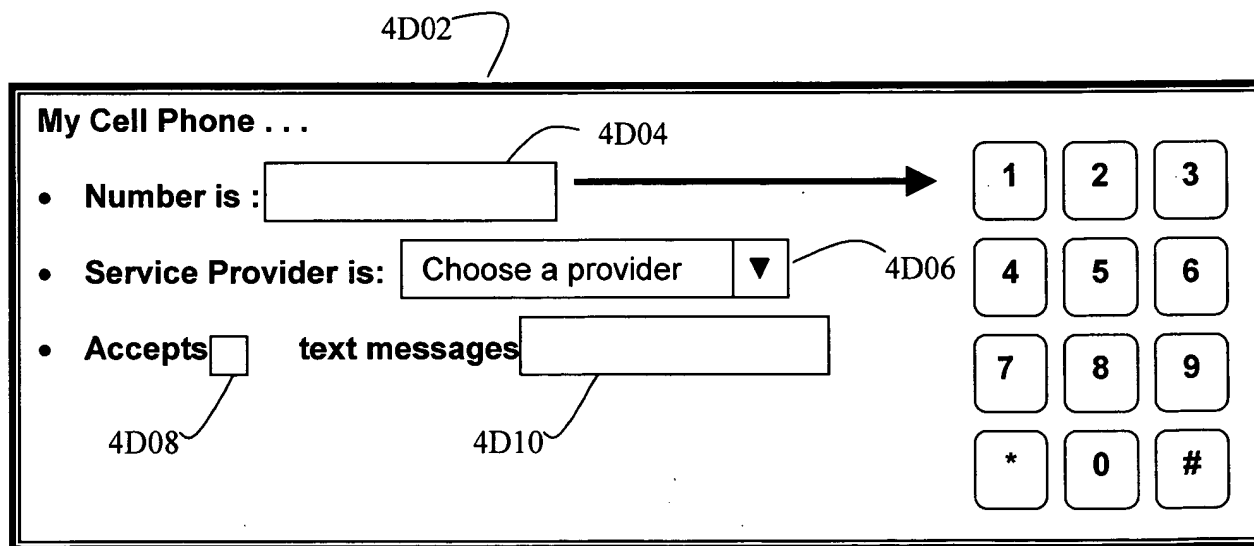 4D02
My Cell Phone . . .
4D04
• Number is :
1 2 3
• Service Provider is: Choose a provider ▼
4D06
4 5 6
• Accepts text messages
7 8 9
4D08 4D10
* 0 #